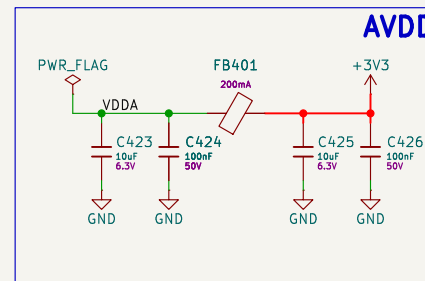 AVDD
PWR_FLAG
FB401
+3V3
200mA
VDDA
C423
10uF
6.3V
C424
100nF
50V
C425
10uF
6.3V
C426
100nF
50V
GND
GND
GND
GND